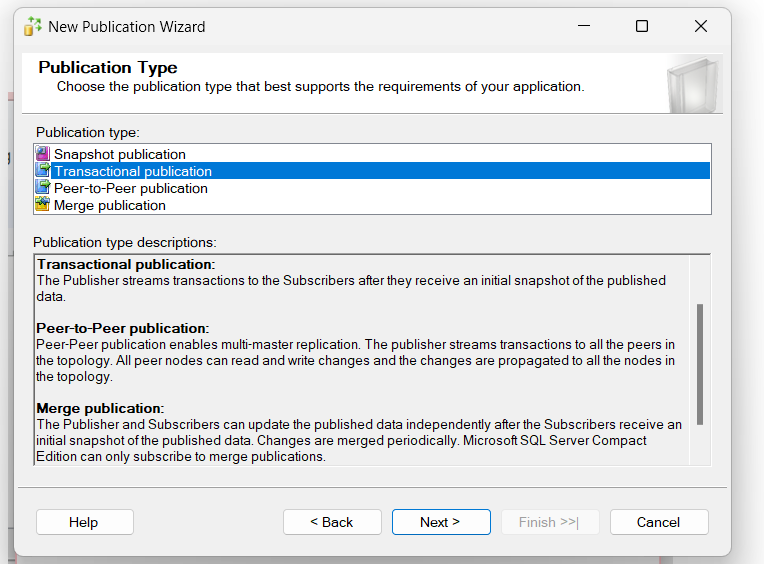 New Publication Wizard
Publication Type
Choose the publication type that best supports the requirements of your application.
Publication type:
Snapshot publication
Transactional publication
Peer-to-Peer publication
Merge publication
Publication type descriptions:
Transactional publication:
The Publisher streams transactions to the Subscribers after they receive an initial snapshot of the published
data.
Peer-to-Peer publication:
Peer-Peer publication enables multi-master replication. The publisher streams transactions to all the peers in
the topology. All peer nodes can read and write changes and the changes are propagated to all the nodes in
the topology.
Merge publication:
The Publisher and Subscribers can update the published data independently after the Subscribers receive an
initial snapshot of the published data. Changes are merged periodically. Microsoft SQL Server Compact
Edition can only subscribe to merge publications.
Help
< Back
Next >
Finish >>|
Cancel